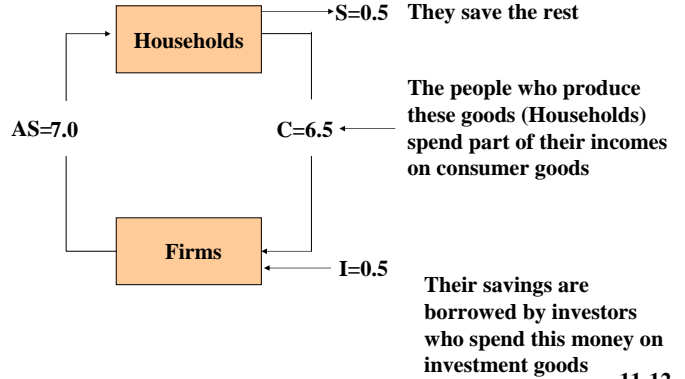 S=0.5 They save the rest
Households
The people who produce
these goods (Households)
AS=7.0 C=6.5 spend part of their incomes
on consumer goods
Firms
I=0.5
Their savings are
borrowed by investors
who spend this money on
investment goods
11-12